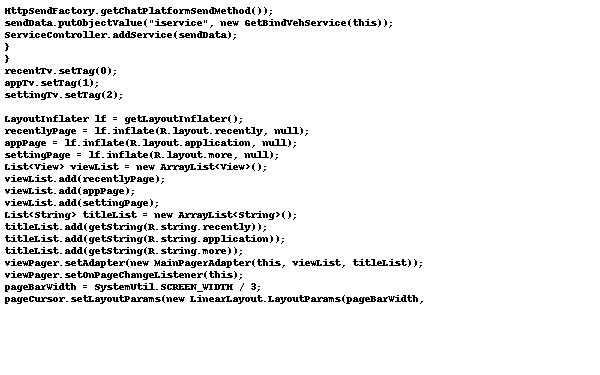 HttpSendFactory.getChatPlatformSendMethod());
sendData.putObjectValue("iservice", new GetBindVehService(this));
ServiceController.addService(sendData);
}
}
recentTv.setTag(0);
appTv.setTag(1);
settingTv.setTag(2);

LayoutInflater lf = getLayoutInflater();
recentlyPage = lf.inflate(R.layout.recently, null);
appPage = lf.inflate(R.layout.application, null);
settingPage = lf.inflate(R.layout.more, null);
List<View> viewList = new ArrayList<View>();
viewList.add(recentlyPage);
viewList.add(appPage);
viewList.add(settingPage);
List<String> titleList = new ArrayList<String>();
titleList.add(getString(R.string.recently));
titleList.add(getString(R.string.application));
titleList.add(getString(R.string.more));
viewPager.setAdapter(new MainPagerAdapter(this, viewList, titleList));
viewPager.setOnPageChangeListener(this);
pageBarWidth = SystemUtil.SCREEN_WIDTH / 3;
pageCursor.setLayoutParams(new LinearLayout.LayoutParams(pageBarWidth,